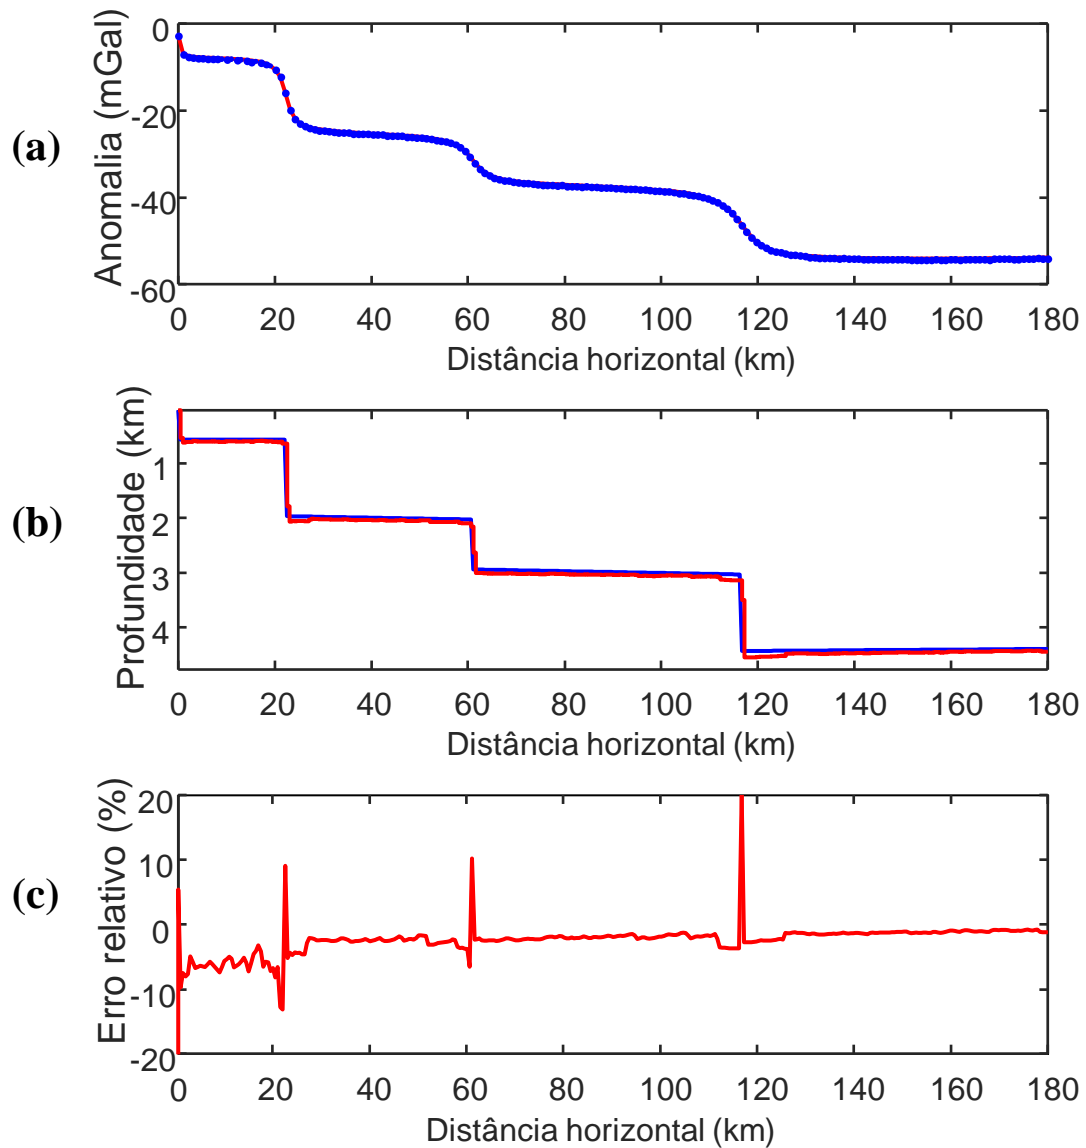 (a)
Anomalia (mGal)
0
-20
-40
-60
0 20 40 60 80 100 120 140 160 180
Distância horizontal (km)
(b)
Profundidade (km)
1
2
3
4
0 20 40 60 80 100 120 140 160 180
Distância horizontal (km)
(c)
Erro relativo (%)
20
10
0
-10
-20
0 20 40 60 80 100 120 140 160 180
Distância horizontal (km)